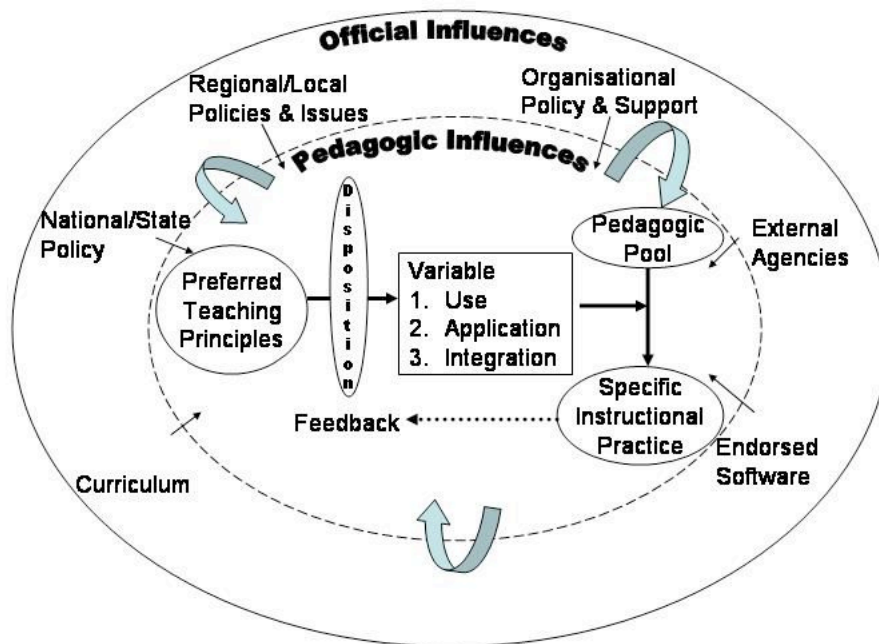 Official Influences
Regional/Local
Policies & Issues
Organisational
Policy & Support
Pedagogic Influences
National/State
Policy
Preferred
Teaching
Principles
Disposition
Variable
1. Use
2. Application
3. Integration
Pedagogic
Pool
External
Agencies
Specific
Instructional
Practice
Feedback
Endorsed
Software
Curriculum